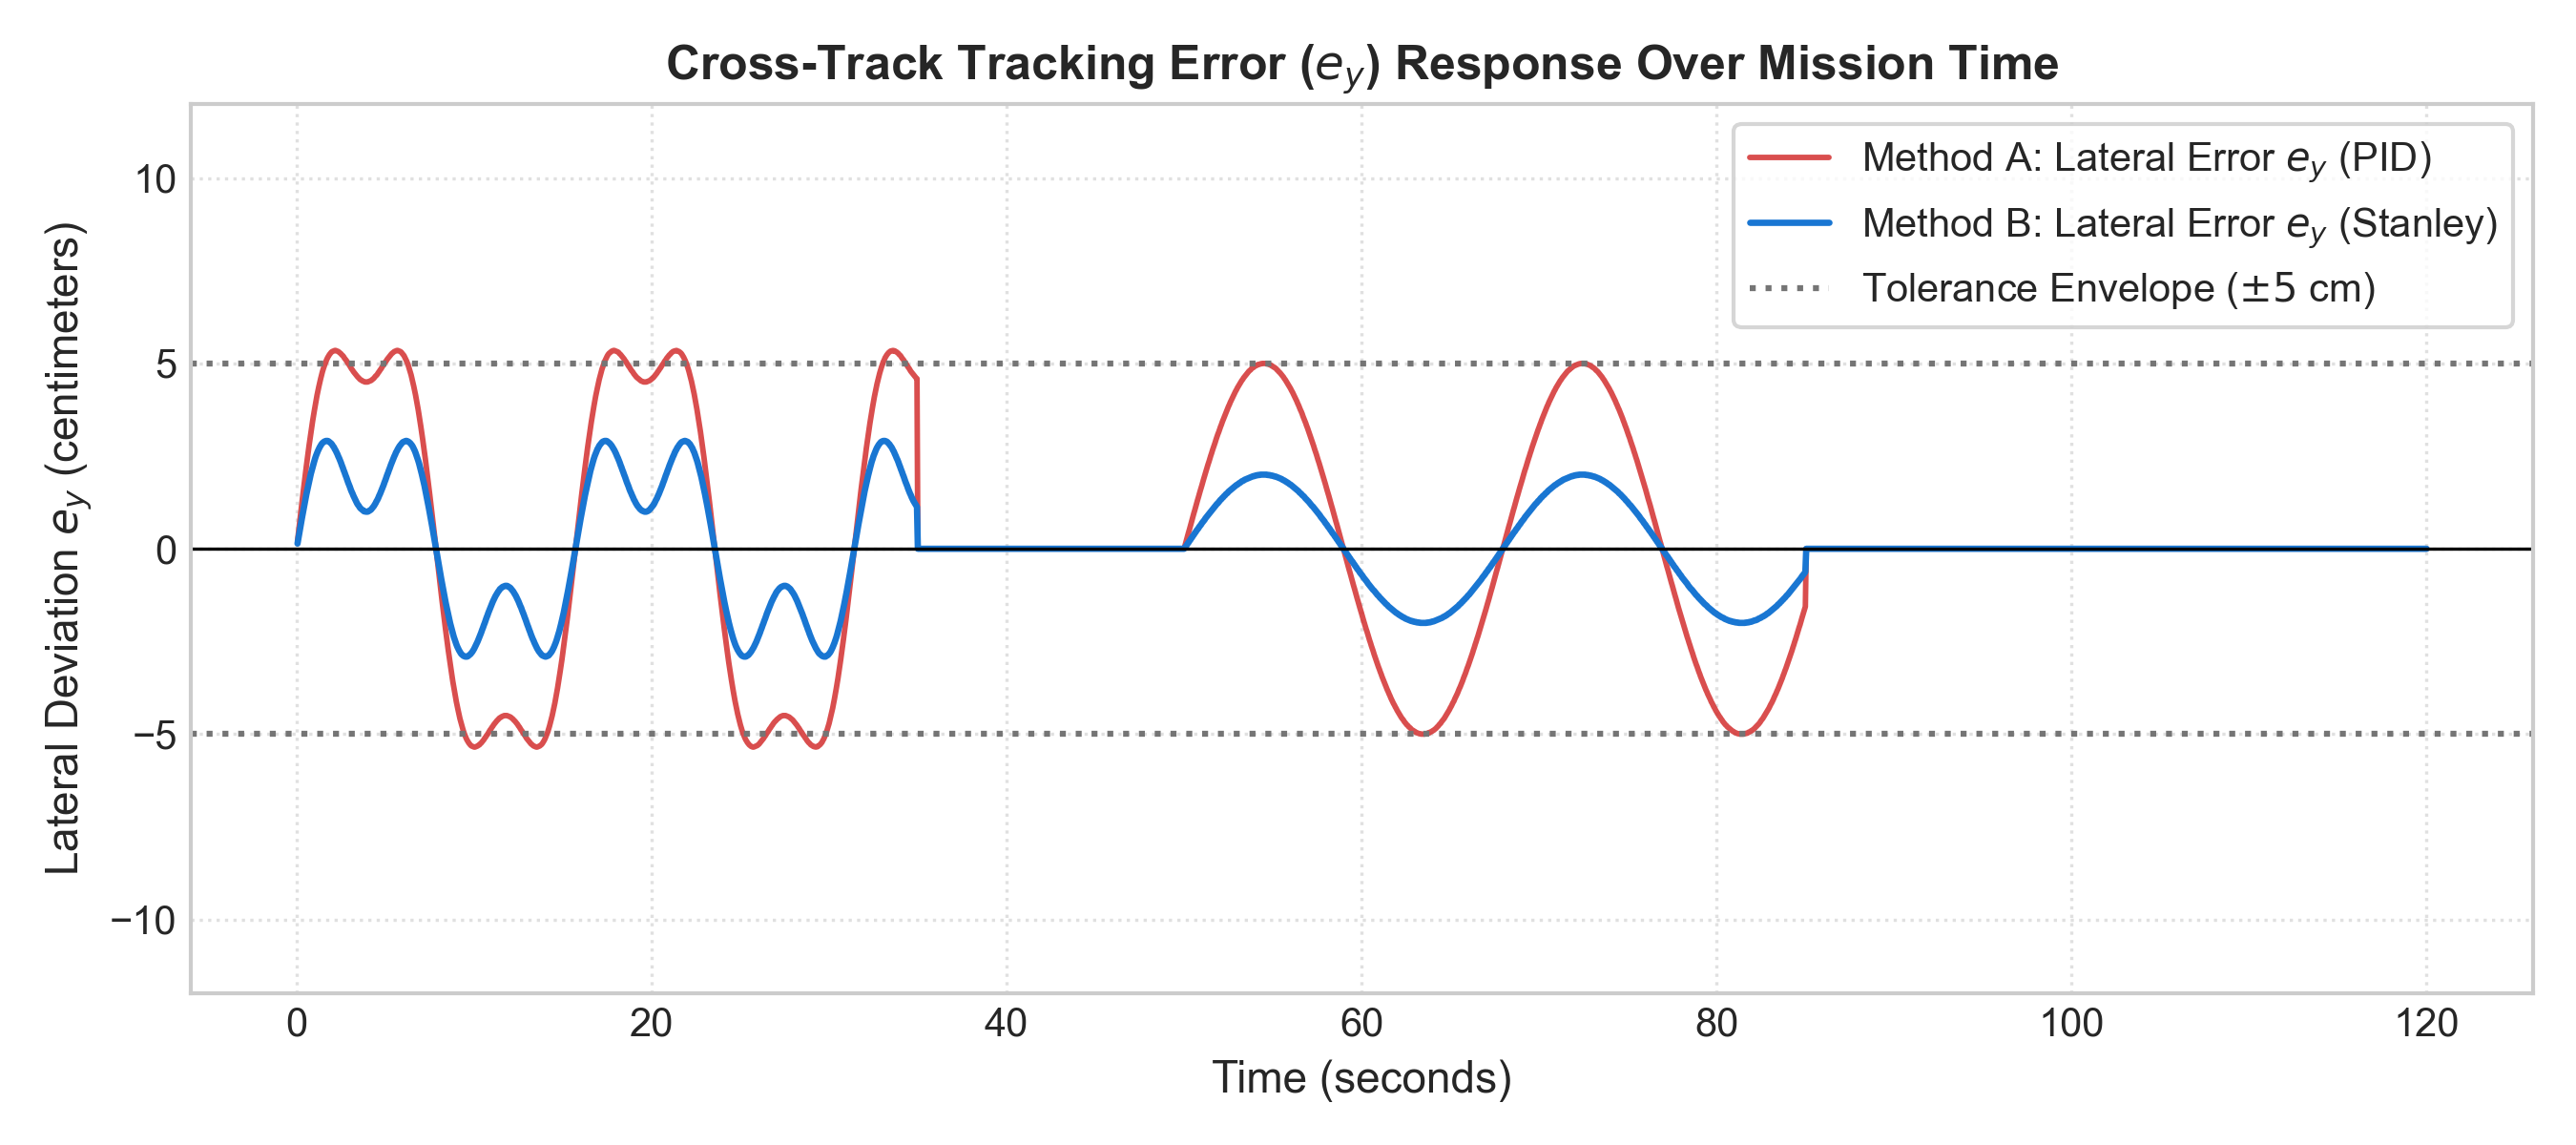 Cross-Track Tracking Error (e_y) Response Over Mission Time
Method A: Lateral Error e_y (PID)
Method B: Lateral Error e_y (Stanley)
Tolerance Envelope (±5 cm)
Lateral Deviation e_y (centimeters)
10
5
0
−5
−10
0 20 40 60 80 100 120
Time (seconds)